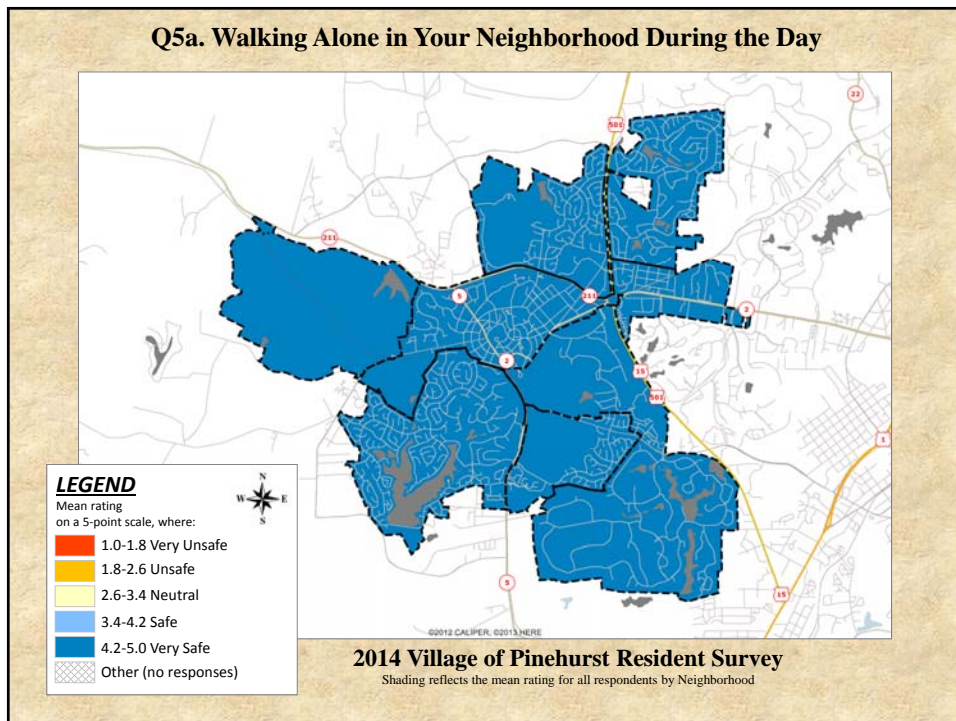 Q5a. Walking Alone in Your Neighborhood During the Day
22
501
211
5
211
2
2
15
501
1
5
15
LEGEND
Mean rating
on a 5-point scale, where:
N
W E
S
1.0-1.8 Very Unsafe
1.8-2.6 Unsafe
2.6-3.4 Neutral
3.4-4.2 Safe
4.2-5.0 Very Safe
Other (no responses)
©2012 CALIPER, ©2013 HERE
2014 Village of Pinehurst Resident Survey
Shading reflects the mean rating for all respondents by Neighborhood